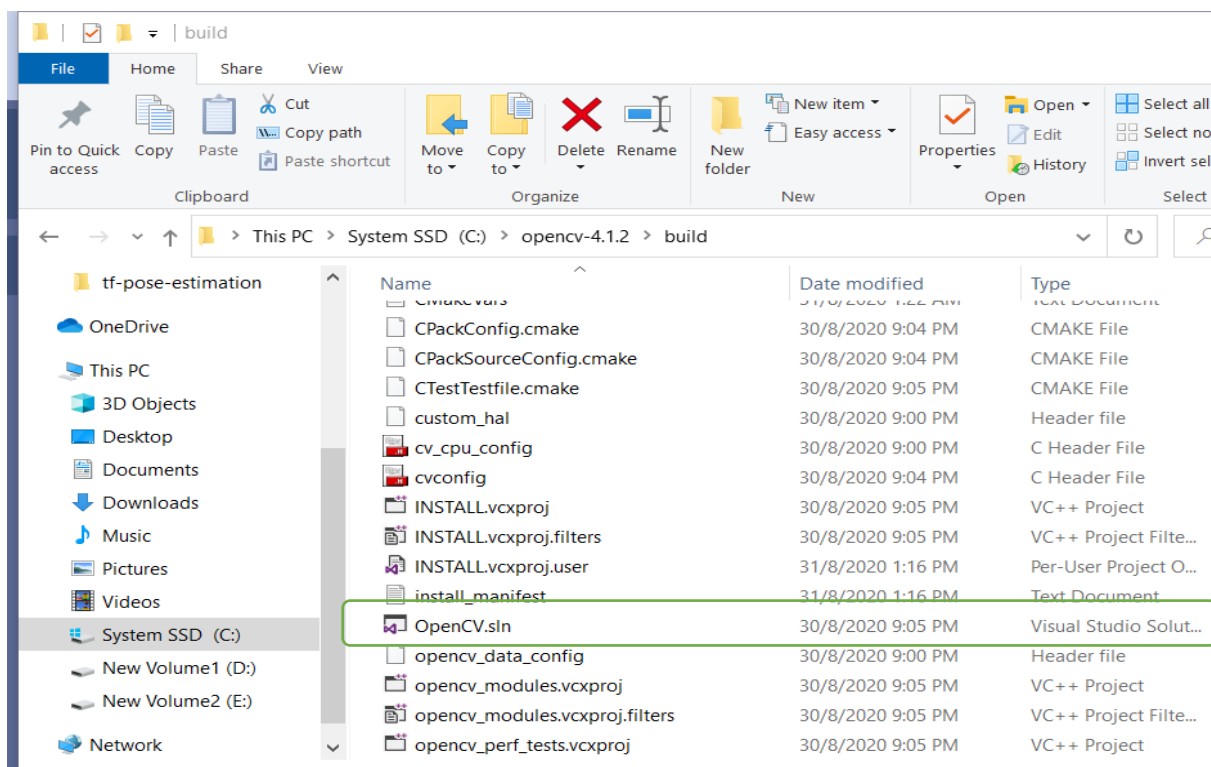 build
File Home Share View
Pin to Quick access
Copy
Paste
Cut
Copy path
Paste shortcut
Clipboard
Move to
Copy to
Delete
Rename
Organize
New folder
New item
Easy access
New
Properties
Open
Edit
History
Open
Select all
Select no
Invert sel
Select
This PC > System SSD (C:) > opencv-4.1.2 > build
tf-pose-estimation
OneDrive
This PC
3D Objects
Desktop
Documents
Downloads
Music
Pictures
Videos
System SSD (C:)
New Volume1 (D:)
New Volume2 (E:)
Network
Name Date modified Type
CMakeVars 31/8/2020 1:22 AM Text Document
CPackConfig.cmake 30/8/2020 9:04 PM CMAKE File
CPackSourceConfig.cmake 30/8/2020 9:04 PM CMAKE File
CTestTestfile.cmake 30/8/2020 9:05 PM CMAKE File
custom_hal 30/8/2020 9:00 PM Header file
cv_cpu_config 30/8/2020 9:00 PM C Header File
cvconfig 30/8/2020 9:04 PM C Header File
INSTALL.vcxproj 30/8/2020 9:05 PM VC++ Project
INSTALL.vcxproj.filters 30/8/2020 9:05 PM VC++ Project Filte...
INSTALL.vcxproj.user 31/8/2020 1:16 PM Per-User Project O...
install_manifest 31/8/2020 1:16 PM Text Document
OpenCV.sln 30/8/2020 9:05 PM Visual Studio Solut...
opencv_data_config 30/8/2020 9:00 PM Header file
opencv_modules.vcxproj 30/8/2020 9:05 PM VC++ Project
opencv_modules.vcxproj.filters 30/8/2020 9:05 PM VC++ Project Filte...
opencv_perf_tests.vcxproj 30/8/2020 9:05 PM VC++ Project